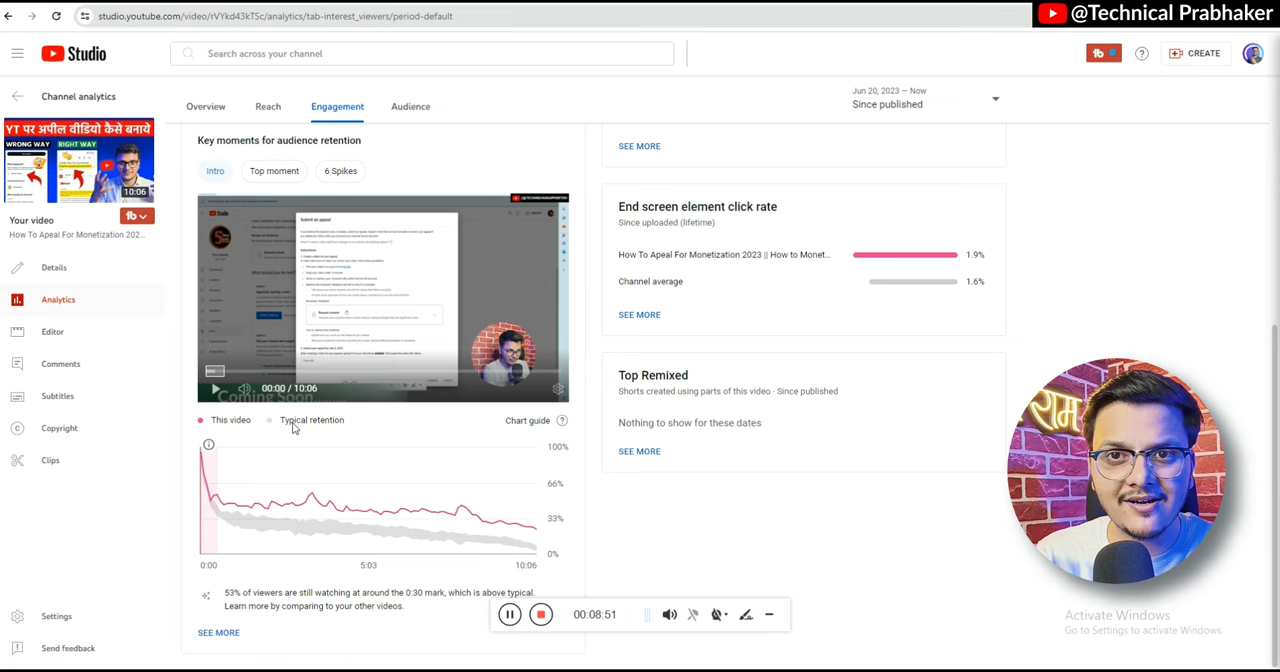 studio.youtube.com/video/rVYkd43kTSc/analytics/tab-interest_viewers/period-default
@Technical Prabhaker
Studio
Search across your channel
tb
CREATE
Channel analytics
Overview
Reach
Engagement
Audience
Jun 20, 2023 — Now
Since published
YT पर अपील वीडियो कैसे बनाये
WRONG WAY
RIGHT WAY
10:06
Your video
tb
How To Apeal For Monetization 202...
Details
Analytics
Editor
Comments
Subtitles
Copyright
Clips
Settings
Send feedback
Key moments for audience retention
Intro
Top moment
6 Spikes
Submit an appeal
00:00 / 10:06
Coming Soon
This video
Typical retention
Chart guide
100%
66%
33%
0%
0:00
5:03
10:06
53% of viewers are still watching at around the 0:30 mark, which is above typical.
Learn more by comparing to your other videos.
SEE MORE
SEE MORE
End screen element click rate
Since uploaded (lifetime)
How To Apeal For Monetization 2023 || How to Monet...
1.9%
Channel average
1.6%
SEE MORE
Top Remixed
Shorts created using parts of this video · Since published
Nothing to show for these dates
SEE MORE
00:08:51
राम
Activate Windows
Go to Settings to activate Windows.